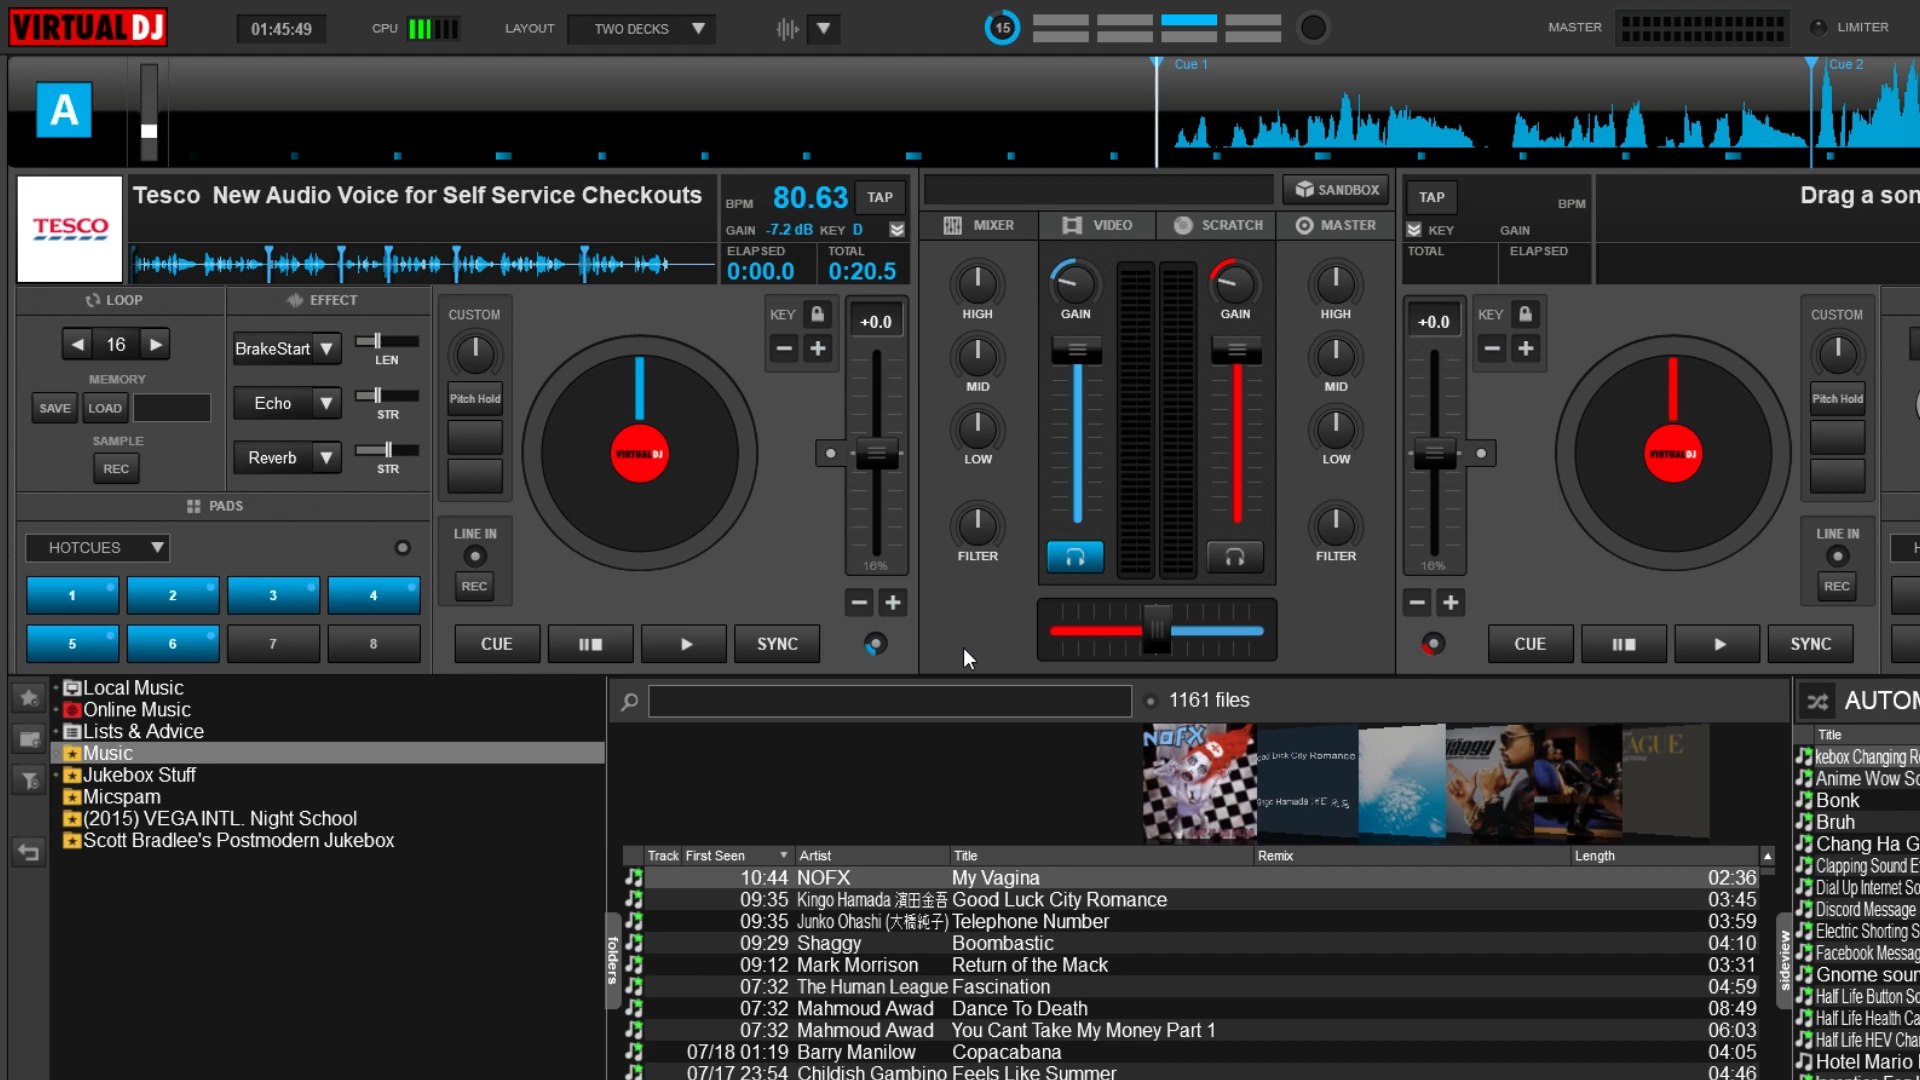 VIRTUAL DJ
01:45:49
CPU
LAYOUT
TWO DECKS
15
MASTER
LIMITER
A
Cue 1
Cue 2
TESCO
Tesco New Audio Voice for Self Service Checkouts
BPM 80.63 TAP
GAIN -7.2 dB KEY D
ELAPSED TOTAL
0:00.0 0:20.5
SANDBOX
MIXER VIDEO SCRATCH MASTER
TAP BPM
KEY GAIN
TOTAL ELAPSED
Drag a son
LOOP
16
MEMORY
SAVE LOAD
SAMPLE
REC
EFFECT
BrakeStart
LEN
Echo
STR
Reverb
STR
PADS
HOTCUES
1 2 3 4
5 6 7 8
CUSTOM
Pitch Hold
LINE IN
REC
VIRTUAL DJ
KEY
+0.0
16%
CUE SYNC
HIGH
MID
LOW
FILTER
GAIN
GAIN
HIGH
MID
LOW
FILTER
+0.0
KEY
16%
VIRTUAL DJ
CUSTOM
Pitch Hold
LINE IN
REC
H
CUE SYNC
Local Music
Online Music
Lists & Advice
Music
Jukebox Stuff
Micspam
(2015) VEGA INTL. Night School
Scott Bradlee's Postmodern Jukebox
folders
1161 files
NOFX
Good Luck City Romance
Track First Seen Artist Title Remix Length
10:44 NOFX My Vagina 02:36
09:35 Kingo Hamada 濱田金吾 Good Luck City Romance 03:45
09:35 Junko Ohashi (大橋純子) Telephone Number 03:59
09:29 Shaggy Boombastic 04:10
09:12 Mark Morrison Return of the Mack 03:31
07:32 The Human League Fascination 04:59
07:32 Mahmoud Awad Dance To Death 08:49
07:32 Mahmoud Awad You Cant Take My Money Part 1 06:03
07/18 01:19 Barry Manilow Copacabana 04:05
07/17 23:54 Childish Gambino Feels Like Summer 04:46
sideview
AUTOM
Title
kebox Changing Re
Anime Wow So
Bonk
Bruh
Chang Ha G
Clapping Sound Ef
Dial Up Internet So
Discord Message
Electric Shorting S
Facebook Messag
Gnome soun
Half Life Button So
Half Life Health Ca
Half Life HEV Cha
Hotel Mario